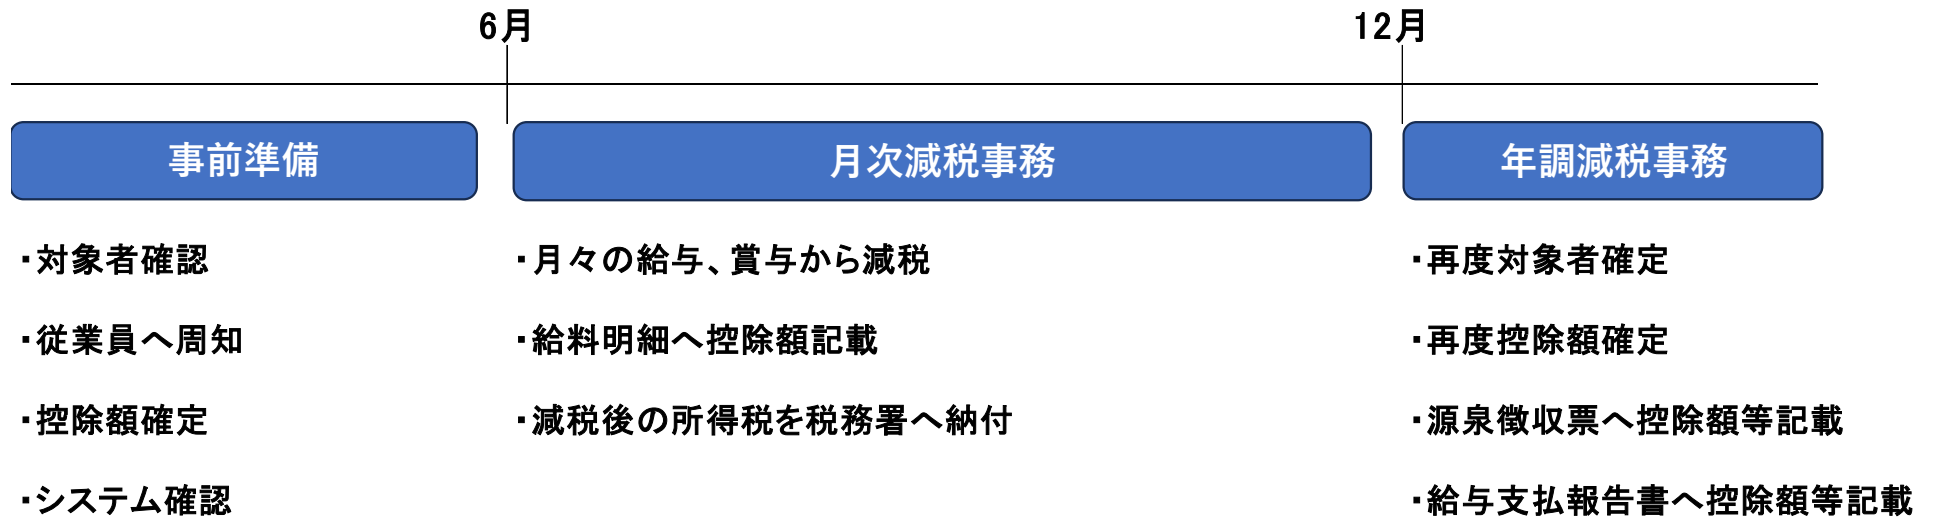 6月
12月
事前準備
・対象者確認
・従業員へ周知
・控除額確定
・システム確認
月次減税事務
・月々の給与、賞与から減税
・給料明細へ控除額記載
・減税後の所得税を税務署へ納付
年調減税事務
・再度対象者確定
・再度控除額確定
・源泉徴収票へ控除額等記載
・給与支払報告書へ控除額等記載